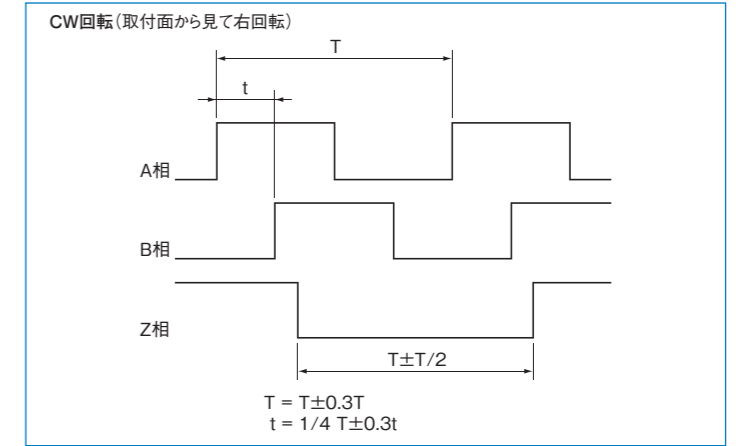 CW回転(取付面から見て右回転)
T
t
A相
B相
Z相
T±T/2
T = T±0.3T
t = 1/4 T±0.3t